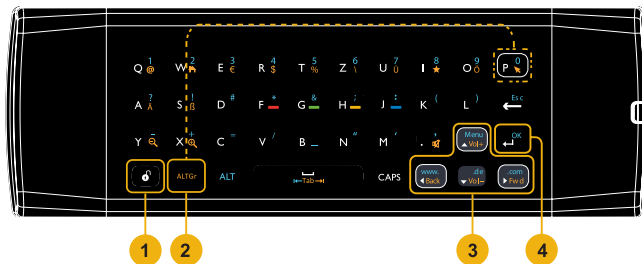 Q 1 @ W 2 E 3 € R 4 $ T 5 % Z 6 \ U 7 Ü I 8 ★ O 9 Ö P 0
A ? Ä S ! ß D # F * G & H ; J : K ( L ) ← Esc
Y - X + C = V / B _ N " M ' . , Menu ▲ Vol+ OK
ALTGr ALT Tab CAPS www. ◀ Back .de ▼ Vol- .com ▶ Fwd
1 2 3 4